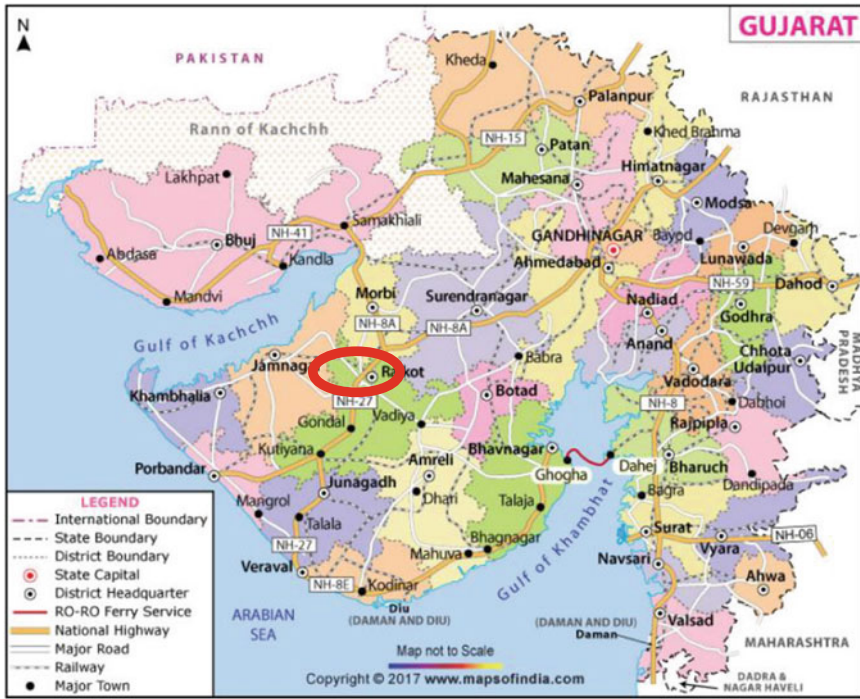 N
GUJARAT
PAKISTAN
Kheda
Palanpur
RAJASTHAN
Rann of Kachchh
NH-15
Khed Brahma
Patan
Lakhpat
Mahesana
Himatnagar
Modsa
Samakhiali
NH-41
Bhuj
GANDHINAGAR
Bayod
Devgarh
Abdasa
Kandla
Ahmedabad
Lunawada
Mandvi
Morbi
Surendranagar
NH-59
Dahod
Nadiad
Godhra
NH-8A
NH-8A
Gulf of Kachchh
Anand
MADHYA
PRADESH
Chhota
Udaipur
Babra
Vadodara
Khambhalia
Botad
NH-27
NH-8
Dabhoi
Gondal
Vadiya
Rajpipla
Kutiyana
Bhavnagar
Ghogha
Dahej
Bharuch
Porbandar
Amreli
Junagadh
Dhari
Talaja
Bagra
Dandipada
Mangrol
Talala
Gulf of Khambhat
Surat
NH-06
NH-27
Bhagnagar
Mahuva
Navsari
Vyara
Veraval
NH-8E
Kodinar
Ahwa
ARABIAN
SEA
Diu
(DAMAN AND DIU)
(DAMAN AND DIU)
Daman
Valsad
MAHARASHTRA
DADRA &
NAGAR HAVELI
Map not to Scale
Copyright © 2017 www.mapsofindia.com
LEGEND
International Boundary
State Boundary
District Boundary
State Capital
District Headquarter
RO-RO Ferry Service
National Highway
Major Road
Railway
Major Town